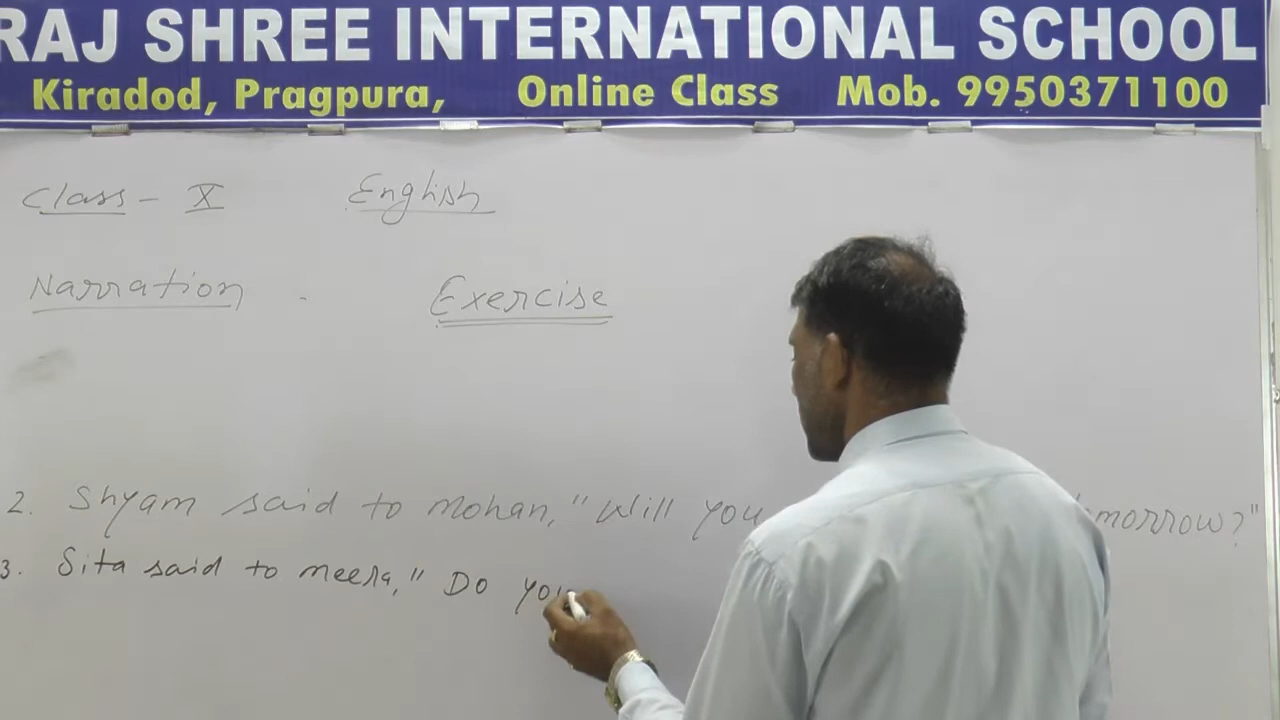 RAJ SHREE INTERNATIONAL SCHOOL
Kiradod, Pragpura, Online Class Mob. 9950371100
Class - X English
Narration Exercise
2. Shyam said to Mohan, "Will you morrow?"
3. Sita said to Meera, " Do you